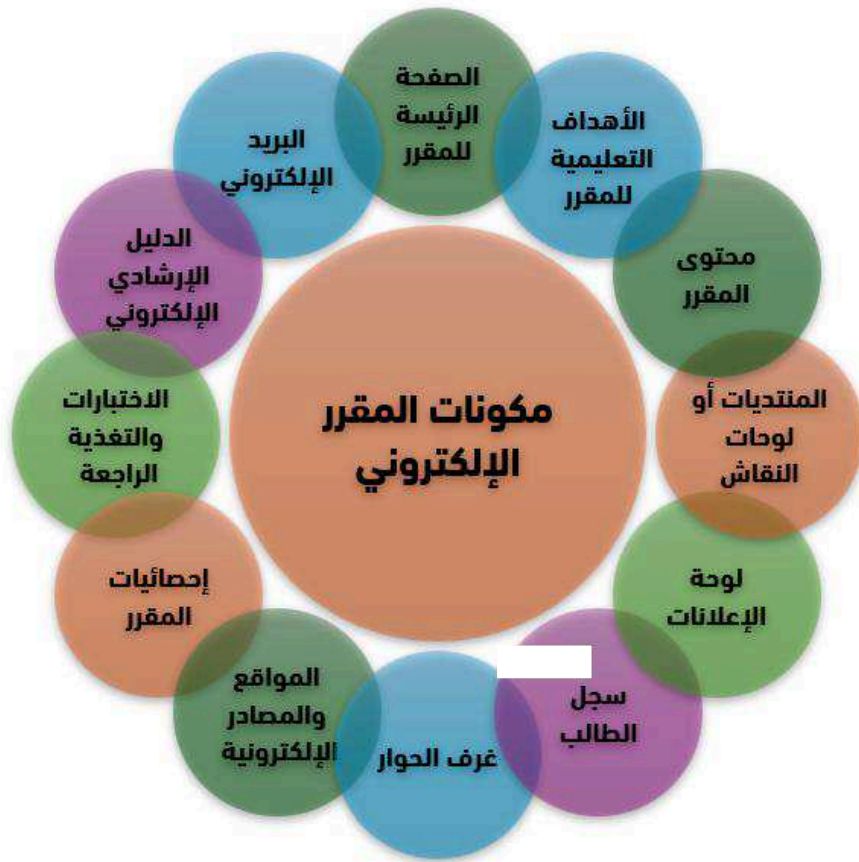 الصفحة
الرئيسة
للمقرر
الأهداف
التعليمية
للمقرر
محتوى
المقرر
المنتديات أو
لوحات
النقاش
لوحة
الإعلانات
سجل
الطالب
غرف الحوار
المواقع
والمصادر
الإلكترونية
إحصائيات
المقرر
الاختبارات
والتغذية
الراجعة
الدليل
الإرشادي
الإلكتروني
البريد
الإلكتروني
مكونات المقرر
الإلكتروني